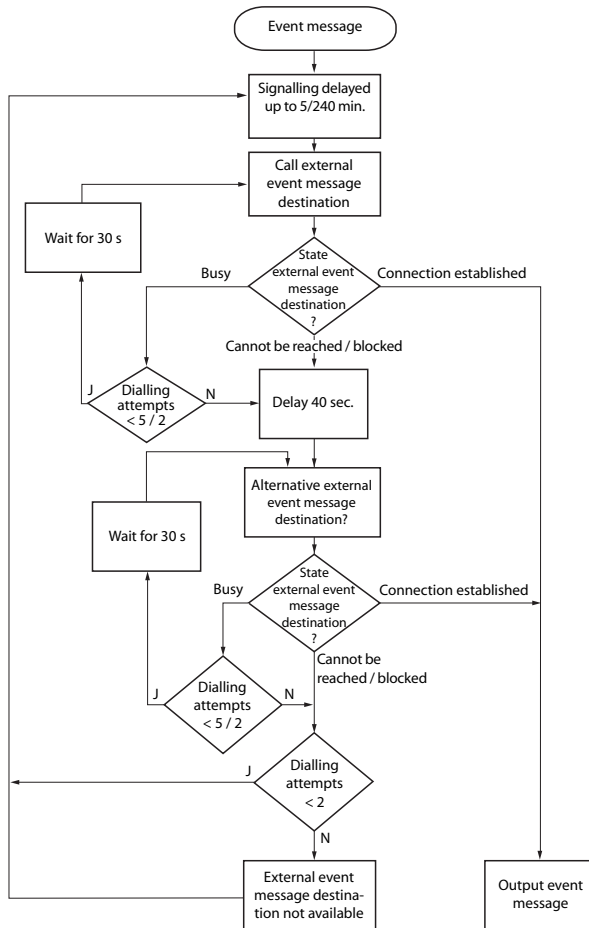 Event message
Signalling delayed
up to 5/240 min.
Call external
event message
destination
Wait for 30 s
State
external event
message
destination
?
Busy
Connection established
Cannot be reached / blocked
J
Dialling
attempts
< 5 / 2
N
Delay 40 sec.
Alternative external
event message
destination?
Wait for 30 s
State
external event
message
destination
?
Busy
Connection established
Cannot be
reached / blocked
J
Dialling
attempts
< 5 / 2
N
J
Dialling
attempts
< 2
N
External event
message destina-
tion not available
Output event
message